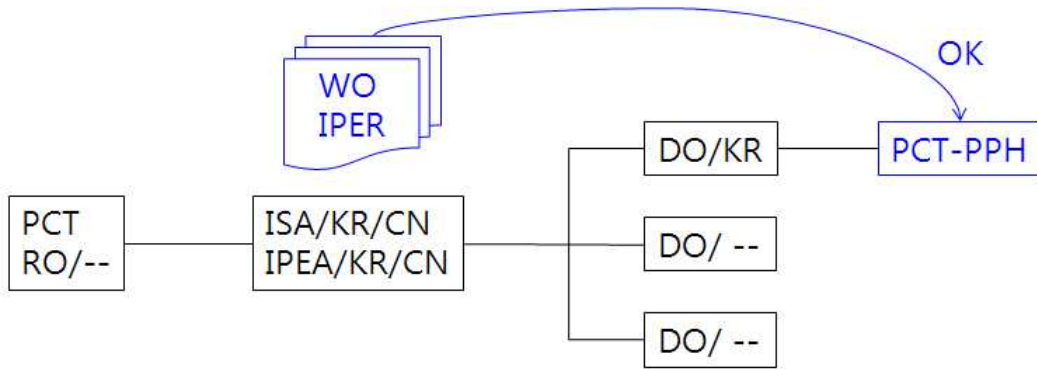 WO
IPER
OK
DO/KR
PCT-PPH
PCT
RO/--
ISA/KR/CN
IPEA/KR/CN
DO/ --
DO/ --